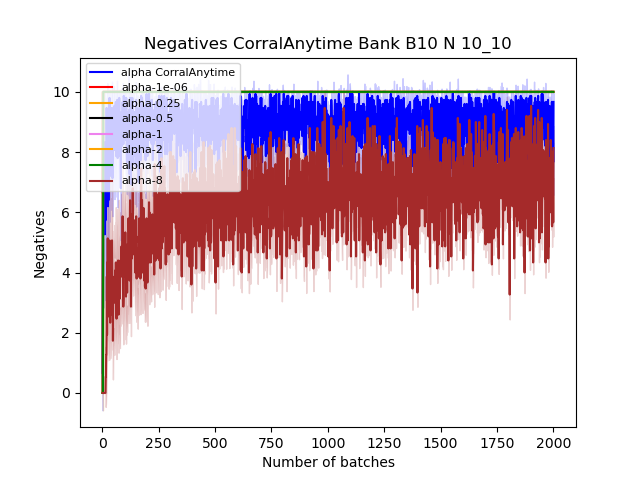 Negatives CorralAnytime Bank B10 N 10_10
alpha CorralAnytime
alpha-1e-06
alpha-0.25
alpha-0.5
alpha-1
alpha-2
alpha-4
alpha-8
10
8
6
4
2
0
Negatives
0 250 500 750 1000 1250 1500 1750 2000
Number of batches